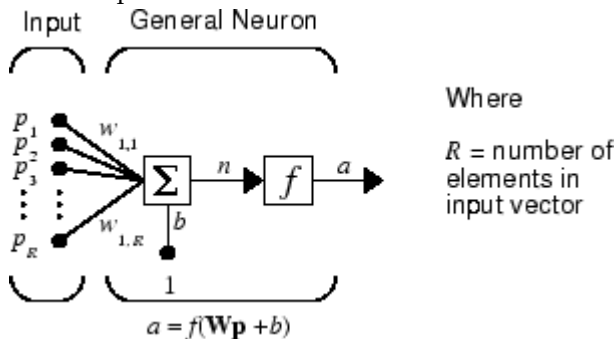 Input General Neuron
p1
p2
p3
pR
w1,1
w1,R
Σ
n
f
a
b
1
a = f(Wp +b)
Where
R = number of
elements in
input vector